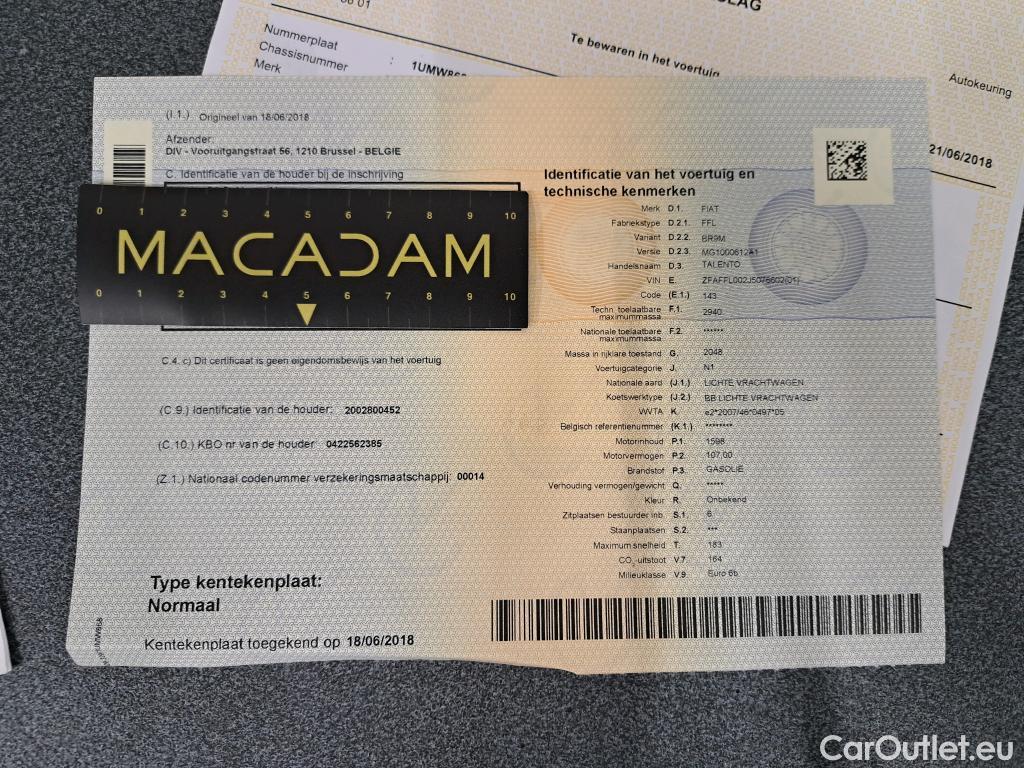 Te bewaren in het voertuig
Nummerplaat
Chassisnummer : 1UMW86
Merk
Autokeuring
21/06/2018
(I.1.) Origineel van 18/06/2018
Afzender:
DIV - Vooruitgangstraat 56, 1210 Brussel - BELGIE
C. Identificatie van de houder bij de inschrijving
0 1 2 3 4 5 6 7 8 9 10
MACADAM
0 1 2 3 4 5 6 7 8 9 10
C.4. c) Dit certificaat is geen eigendomsbewijs van het voertuig
(C.9.) Identificatie van de houder: 2002800452
(C.10.) KBO nr van de houder 0422562385
(Z.1.) Nationaal codenummer verzekeringsmaatschappij: 00014
Type kentekenplaat:
Normaal
Kentekenplaat toegekend op 18/06/2018
Identificatie van het voertuig en
technische kenmerken
Merk D.1. FIAT
Fabriekstype D.2.1. FFL
Variant D.2.2. BR9M
Versie D.2.3. MG1000612A1
Handelsnaam D.3. TALENTO
VIN E. ZFAFFL002J5076602(01)
Code (E.1.) 143
Techn. toelaatbare F.1. 2940
maximummassa
Nationale toelaatbare F.2. ******
maximummassa
Massa in rijklare toestand G. 2048
Voertuigcategorie J. N1
Nationale aard (J.1.) LICHTE VRACHTWAGEN
Koetswerktype (J.2.) BB LICHTE VRACHTWAGEN
WVTA K. e2*2007/46*0497*05
Belgisch referentienummer (K.1.) ********
Motorinhoud P.1. 1598
Motorvermogen P.2. 107,00
Brandstof P.3. GASOLIE
Verhouding vermogen/gewicht Q. *****
Kleur R. Onbekend
Zitplaatsen bestuurder inb. S.1. 6
Staanplaatsen S.2. ***
Maximum snelheid T. 183
CO₂-uitstoot V.7. 164
Milieuklasse V.9. Euro 6b
CarOutlet.eu